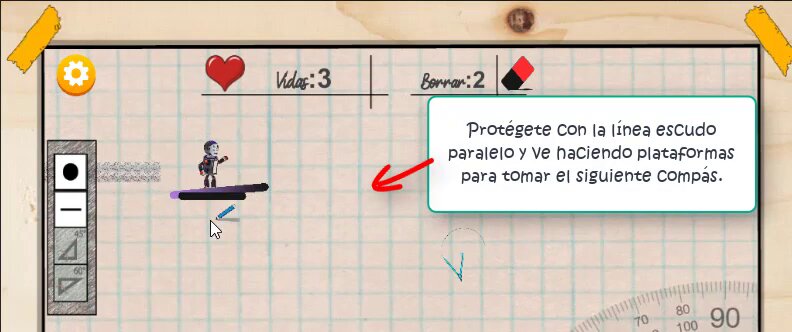 Vidas:3
Borrar:2
Protégete con la línea escudo
paralelo y ve haciendo plataformas
para tomar el siguiente compás.
45°
60°
70
80
90
100